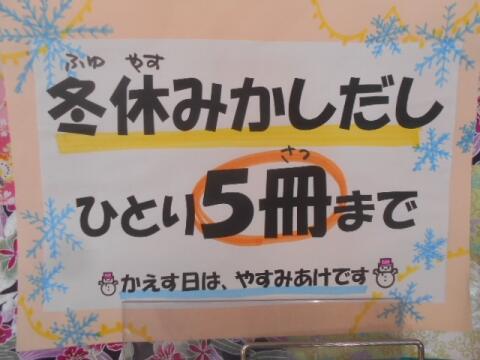 ふゆ やす
冬休みかしだし
さつ
ひとり5冊まで
かえす日は、やすみあけです